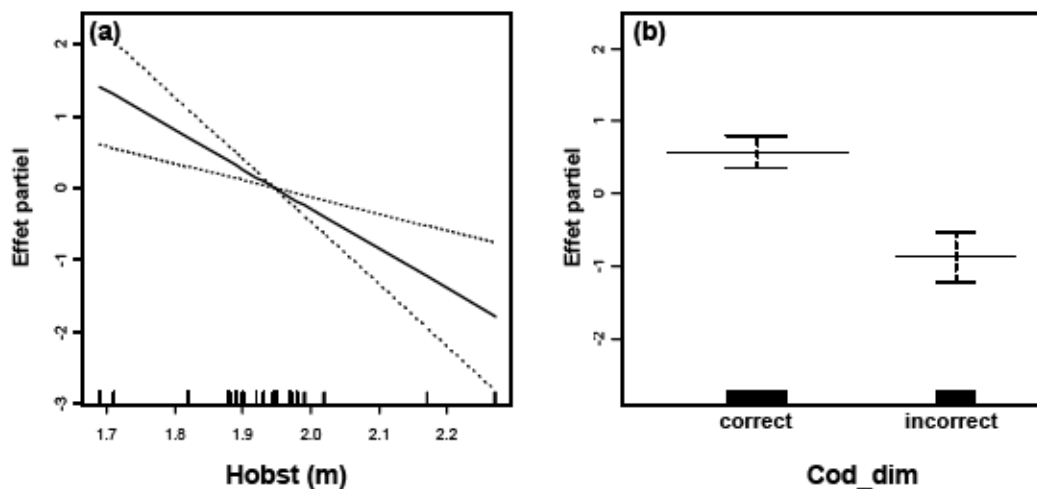 (a)
Effet partiel
2
1
0
-1
-2
-3
1.7 1.8 1.9 2.0 2.1 2.2
Hobst (m)
(b)
Effet partiel
2
1
0
-1
-2
correct incorrect
Cod_dim